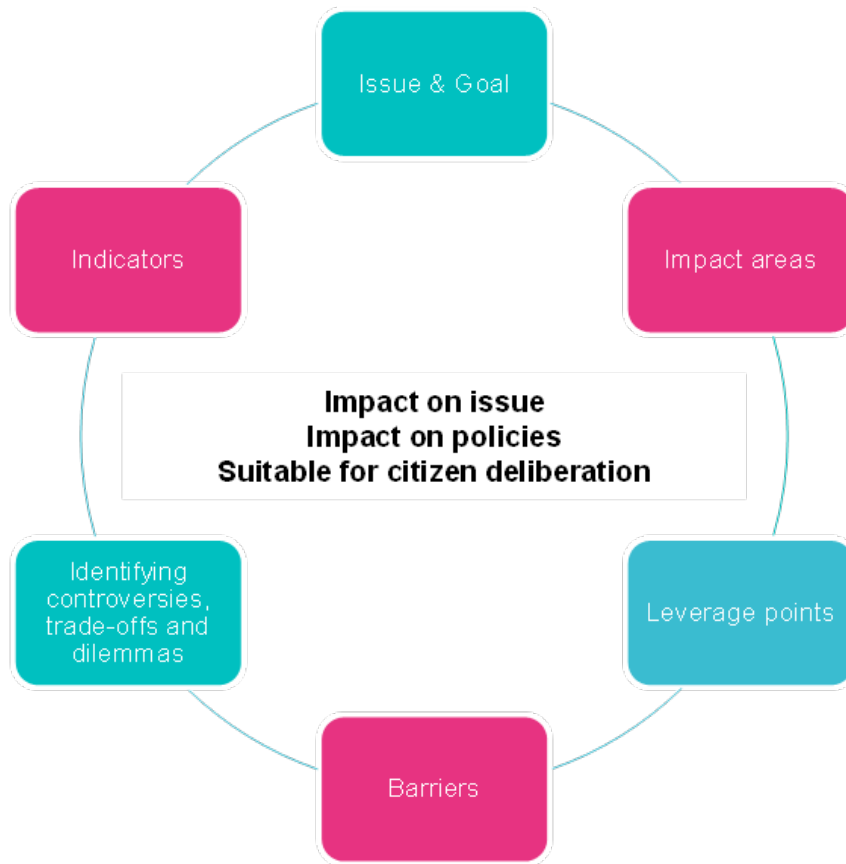 Issue & Goal
Indicators
Impact areas
Impact on issue
Impact on policies
Suitable for citizen deliberation
Identifying
controversies,
trade-offs and
dilemmas
Leverage points
Barriers